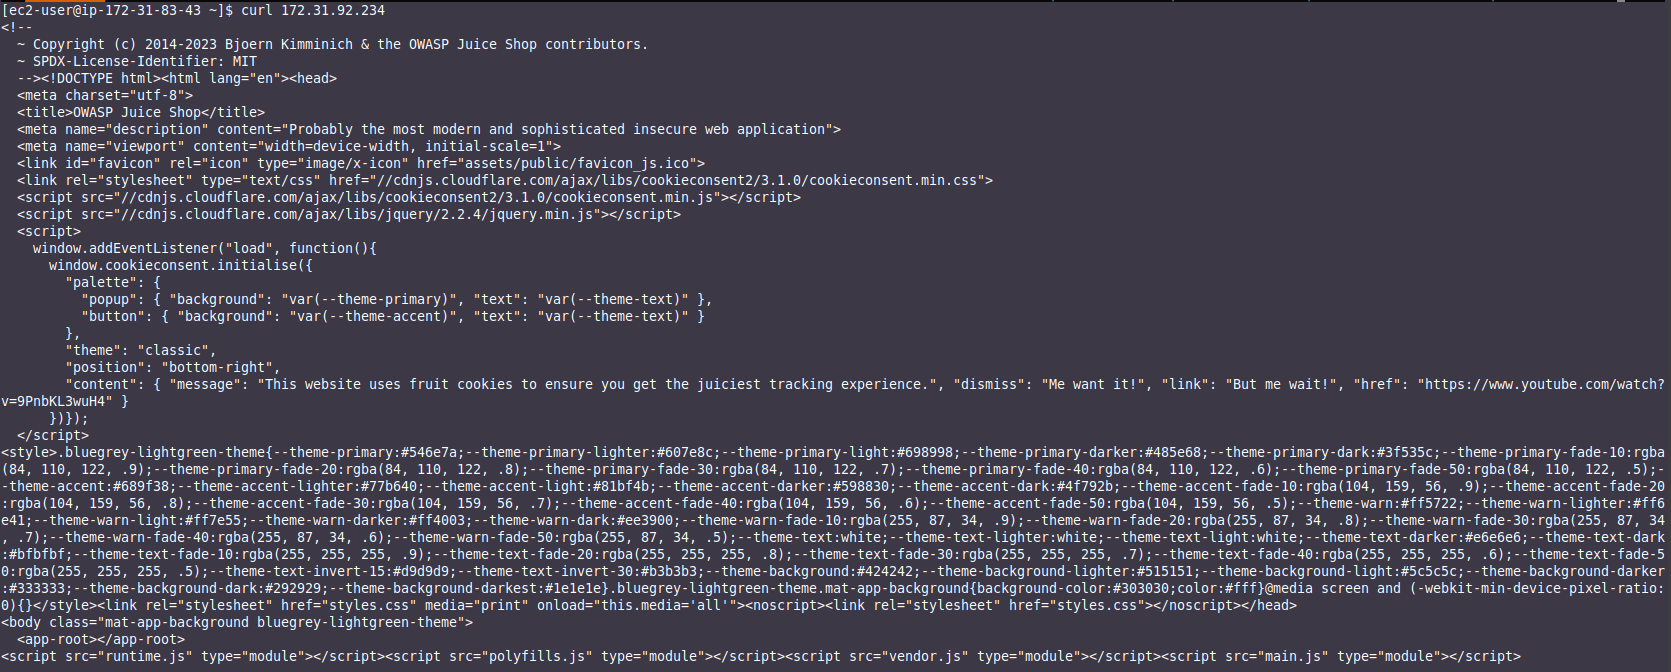 [ec2-user@ip-172-31-83-43 ~]$ curl 172.31.92.234
<!--
  ~ Copyright (c) 2014-2023 Bjoern Kimminich & the OWASP Juice Shop contributors.
  ~ SPDX-License-Identifier: MIT
  --><!DOCTYPE html><html lang="en"><head>
  <meta charset="utf-8">
  <title>OWASP Juice Shop</title>
  <meta name="description" content="Probably the most modern and sophisticated insecure web application">
  <meta name="viewport" content="width=device-width, initial-scale=1">
  <link id="favicon" rel="icon" type="image/x-icon" href="assets/public/favicon_js.ico">
  <link rel="stylesheet" type="text/css" href="//cdnjs.cloudflare.com/ajax/libs/cookieconsent2/3.1.0/cookieconsent.min.css">
  <script src="//cdnjs.cloudflare.com/ajax/libs/cookieconsent2/3.1.0/cookieconsent.min.js"></script>
  <script src="//cdnjs.cloudflare.com/ajax/libs/jquery/2.2.4/jquery.min.js"></script>
  <script>
    window.addEventListener("load", function(){
      window.cookieconsent.initialise({
        "palette": {
          "popup": { "background": "var(--theme-primary)", "text": "var(--theme-text)" },
          "button": { "background": "var(--theme-accent)", "text": "var(--theme-text)" }
        },
        "theme": "classic",
        "position": "bottom-right",
        "content": { "message": "This website uses fruit cookies to ensure you get the juiciest tracking experience.", "dismiss": "Me want it!", "link": "But me wait!", "href": "https://www.youtube.com/watch?
v=9PnbKL3wuH4" }
      })});
  </script>
<style>.bluegrey-lightgreen-theme{--theme-primary:#546e7a;--theme-primary-lighter:#607e8c;--theme-primary-light:#698998;--theme-primary-darker:#485e68;--theme-primary-dark:#3f535c;--theme-primary-fade-10:rgba
(84, 110, 122, .9);--theme-primary-fade-20:rgba(84, 110, 122, .8);--theme-primary-fade-30:rgba(84, 110, 122, .7);--theme-primary-fade-40:rgba(84, 110, 122, .6);--theme-primary-fade-50:rgba(84, 110, 122, .5);-
-theme-accent:#689f38;--theme-accent-lighter:#77b640;--theme-accent-light:#81bf4b;--theme-accent-darker:#598830;--theme-accent-dark:#4f792b;--theme-accent-fade-10:rgba(104, 159, 56, .9);--theme-accent-fade-20
:rgba(104, 159, 56, .8);--theme-accent-fade-30:rgba(104, 159, 56, .7);--theme-accent-fade-40:rgba(104, 159, 56, .6);--theme-accent-fade-50:rgba(104, 159, 56, .5);--theme-warn:#ff5722;--theme-warn-lighter:#ff6
e41;--theme-warn-light:#ff7e55;--theme-warn-darker:#ff4003;--theme-warn-dark:#ee3900;--theme-warn-fade-10:rgba(255, 87, 34, .9);--theme-warn-fade-20:rgba(255, 87, 34, .8);--theme-warn-fade-30:rgba(255, 87, 34
, .7);--theme-warn-fade-40:rgba(255, 87, 34, .6);--theme-warn-fade-50:rgba(255, 87, 34, .5);--theme-text:white;--theme-text-lighter:white;--theme-text-light:white;--theme-text-darker:#e6e6e6;--theme-text-dark
:#bfbfbf;--theme-text-fade-10:rgba(255, 255, 255, .9);--theme-text-fade-20:rgba(255, 255, 255, .8);--theme-text-fade-30:rgba(255, 255, 255, .7);--theme-text-fade-40:rgba(255, 255, 255, .6);--theme-text-fade-5
0:rgba(255, 255, 255, .5);--theme-text-invert-15:#d9d9d9;--theme-text-invert-30:#b3b3b3;--theme-background:#424242;--theme-background-lighter:#515151;--theme-background-light:#5c5c5c;--theme-background-darker
:#333333;--theme-background-dark:#292929;--theme-background-darkest:#1e1e1e}.bluegrey-lightgreen-theme.mat-app-background{background-color:#303030;color:#fff}@media screen and (-webkit-min-device-pixel-ratio:
0){}</style><link rel="stylesheet" href="styles.css" media="print" onload="this.media='all'"><noscript><link rel="stylesheet" href="styles.css"></noscript></head>
<body class="mat-app-background bluegrey-lightgreen-theme">
  <app-root></app-root>
<script src="runtime.js" type="module"></script><script src="polyfills.js" type="module"></script><script src="vendor.js" type="module"></script><script src="main.js" type="module"></script>